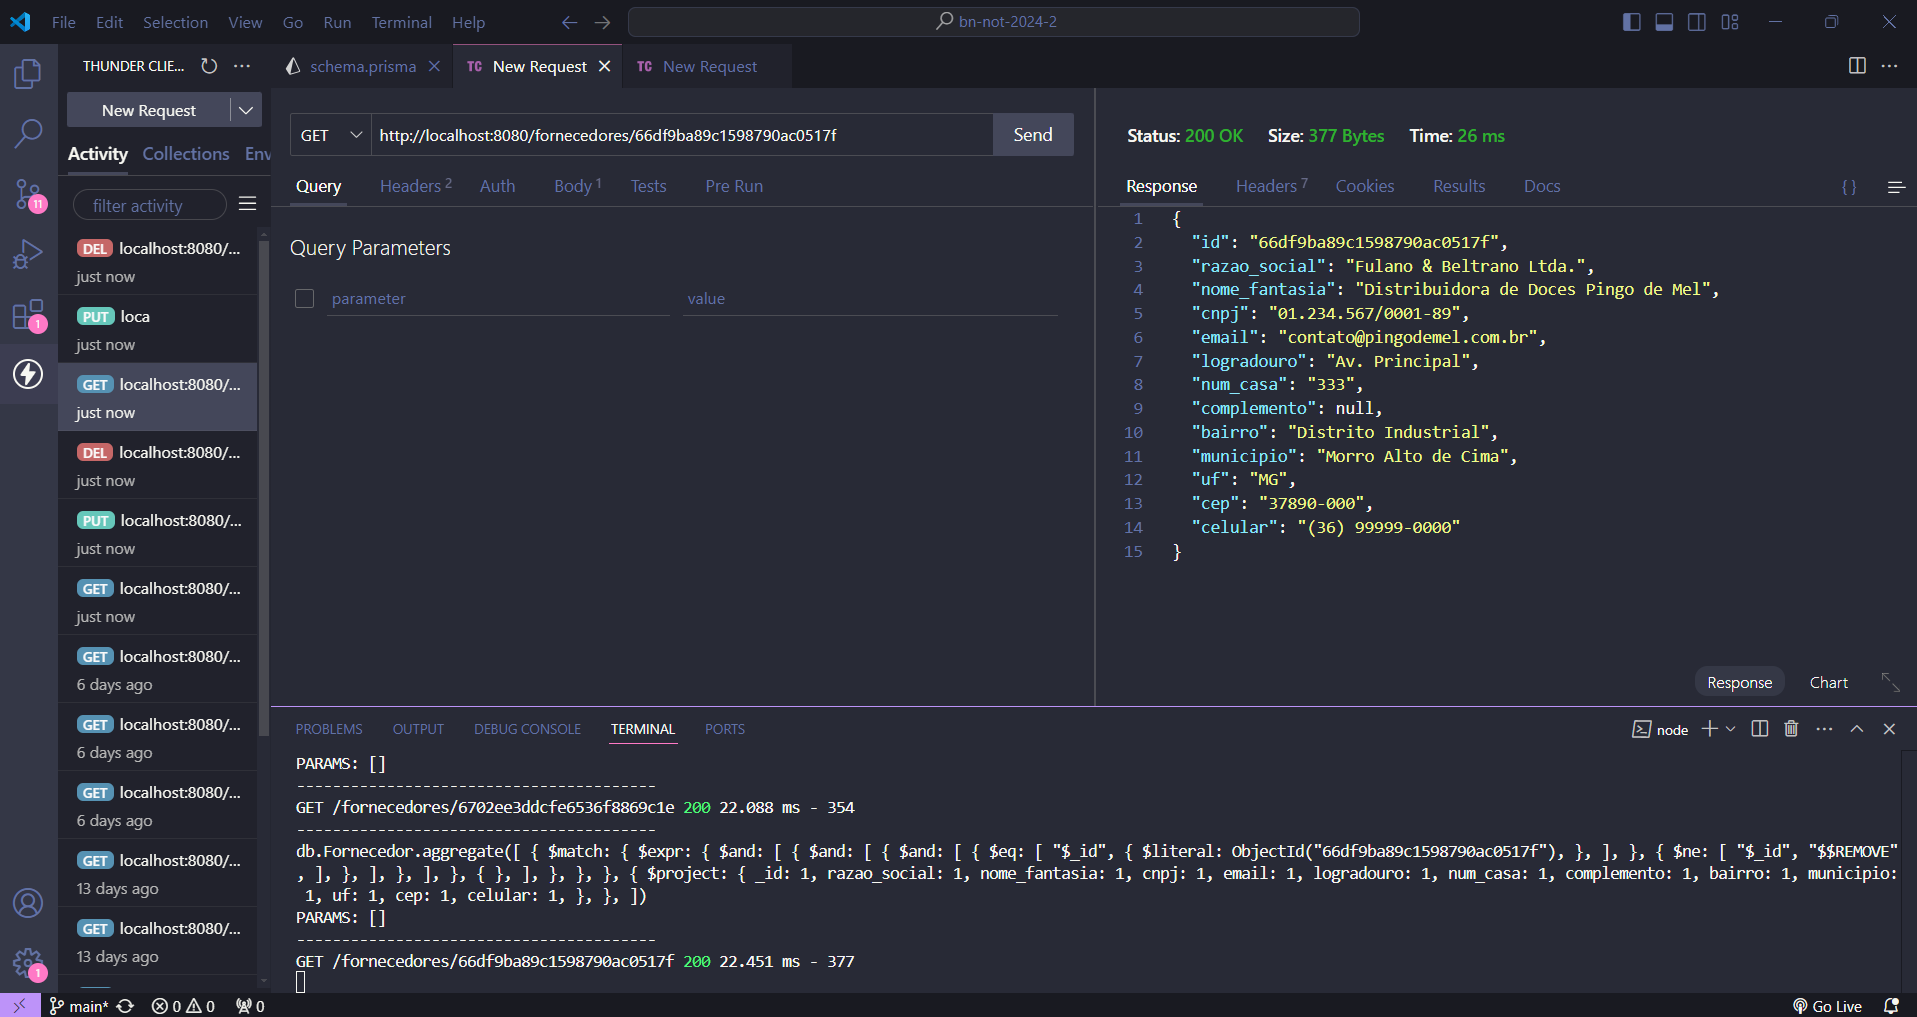 File Edit Selection View Go Run Terminal Help
bn-not-2024-2
THUNDER CLIE... ···
schema.prisma
TC New Request
TC New Request
New Request
GET http://localhost:8080/fornecedores/66df9ba89c1598790ac0517f Send
Status: 200 OK Size: 377 Bytes Time: 26 ms
Activity Collections Env
Query Headers 2 Auth Body 1 Tests Pre Run
Response Headers 7 Cookies Results Docs
{ }
11
filter activity
Query Parameters
parameter value
DEL localhost:8080/...
just now
PUT loca
just now
GET localhost:8080/...
just now
DEL localhost:8080/...
just now
PUT localhost:8080/...
just now
GET localhost:8080/...
just now
GET localhost:8080/...
6 days ago
GET localhost:8080/...
6 days ago
GET localhost:8080/...
6 days ago
GET localhost:8080/...
13 days ago
GET localhost:8080/...
13 days ago
1
1
1 {
2 "id": "66df9ba89c1598790ac0517f",
3 "razao_social": "Fulano & Beltrano Ltda.",
4 "nome_fantasia": "Distribuidora de Doces Pingo de Mel",
5 "cnpj": "01.234.567/0001-89",
6 "email": "contato@pingodemel.com.br",
7 "logradouro": "Av. Principal",
8 "num_casa": "333",
9 "complemento": null,
10 "bairro": "Distrito Industrial",
11 "municipio": "Morro Alto de Cima",
12 "uf": "MG",
13 "cep": "37890-000",
14 "celular": "(36) 99999-0000"
15 }
Response Chart
PROBLEMS OUTPUT DEBUG CONSOLE TERMINAL PORTS
node
PARAMS: []
----------------------------------------
GET /fornecedores/6702ee3ddcfe6536f8869c1e 200 22.088 ms - 354
----------------------------------------
db.Fornecedor.aggregate([ { $match: { $expr: { $and: [ { $and: [ { $and: [ { $eq: [ "$_id", { $literal: ObjectId("66df9ba89c1598790ac0517f"), }, ], }, { $ne: [ "$_id", "$$REMOVE"
, ], }, ], }, ], }, { }, ], }, }, }, { $project: { _id: 1, razao_social: 1, nome_fantasia: 1, cnpj: 1, email: 1, logradouro: 1, num_casa: 1, complemento: 1, bairro: 1, municipio:
1, uf: 1, cep: 1, celular: 1, }, }, ])
PARAMS: []
----------------------------------------
GET /fornecedores/66df9ba89c1598790ac0517f 200 22.451 ms - 377
main* 0 0 0
Go Live